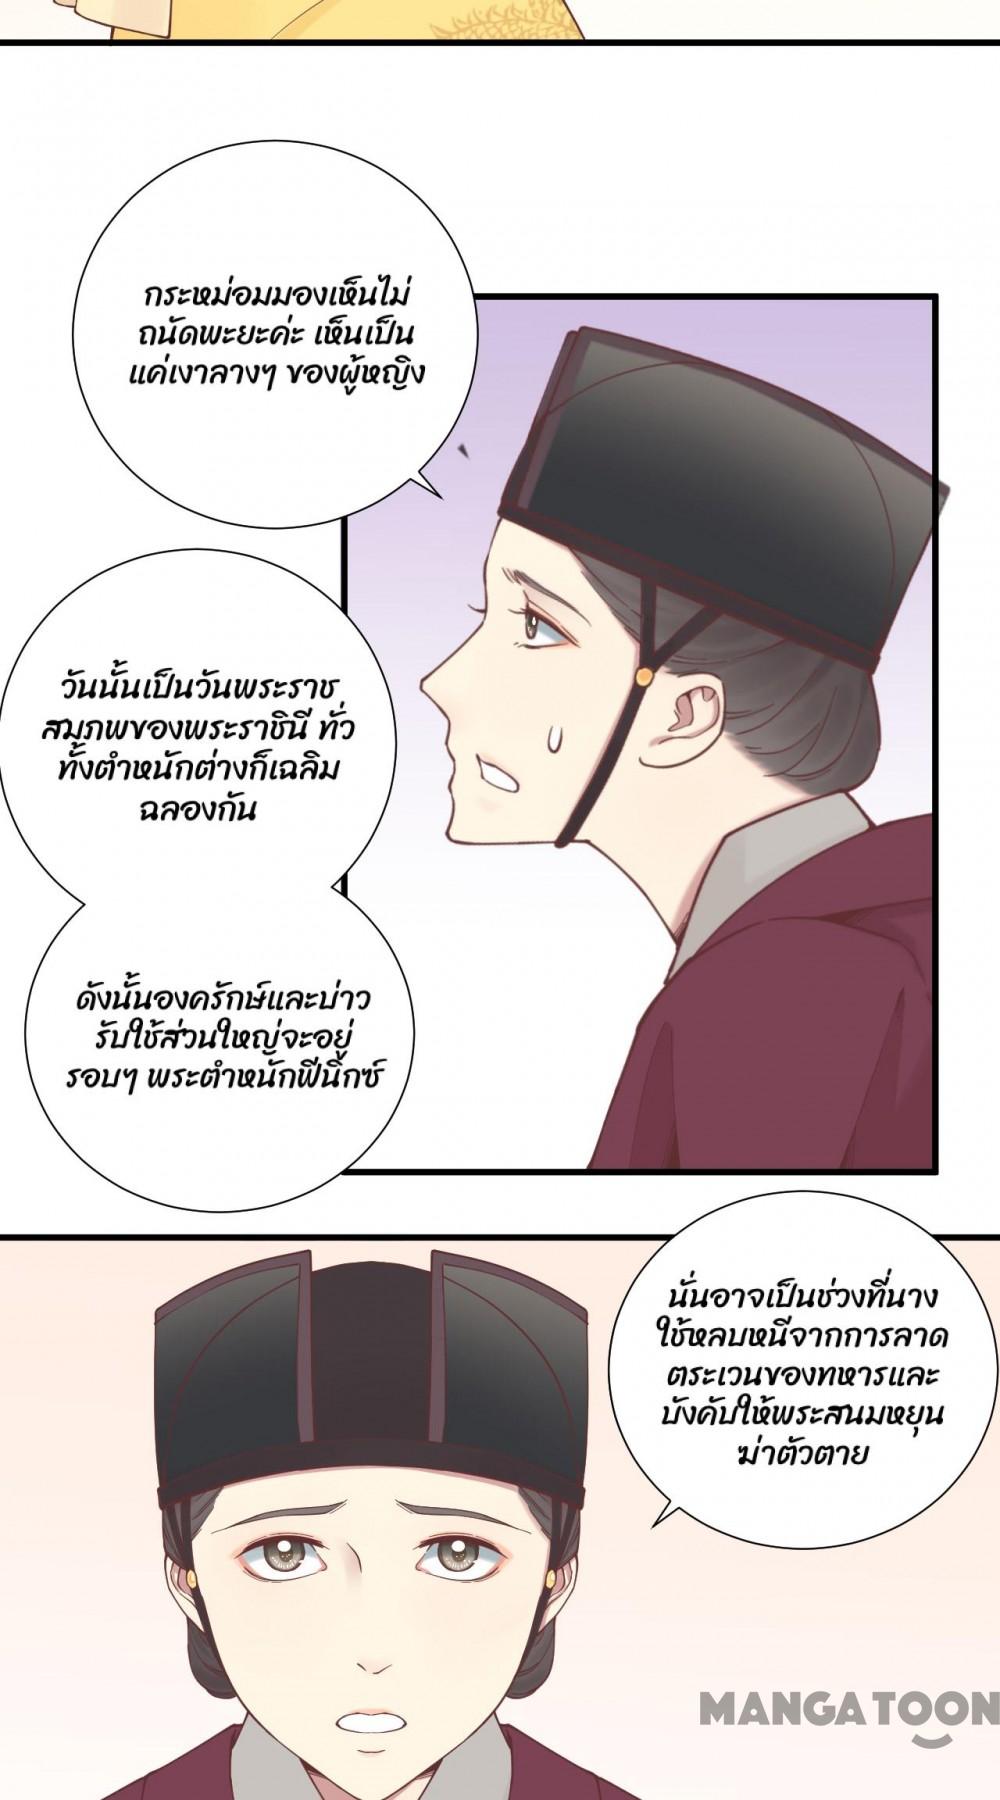 กระหม่อมมองเห็นไม่
ถนัดพะยะค่ะ เห็นเป็น
แค่เงาลางๆ ของผู้หญิง
วันนั้นเป็นวันพระราช
สมภพของพระราชินี ทั่ว
ทั้งตำหนักต่างก็เฉลิม
ฉลองกัน
ดังนั้นองครักษ์และบ่าว
รับใช้ส่วนใหญ่จะอยู่
รอบๆ พระตำหนักฟีนิกซ์
นั่นอาจเป็นช่วงที่นาง
ใช้หลบหนีจากการลาด
ตระเวนของทหารและ
บังคับให้พระสนมหยุน
ฆ่าตัวตาย
MANGATOON